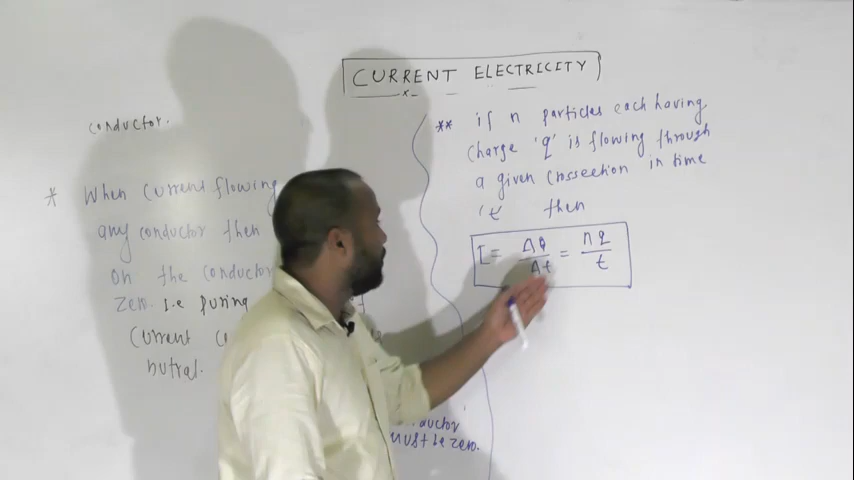 CURRENT ELECTRICITY
conductor.
* When current flowing
any conductor then
on the conductor
zero. i.e During
Current
nutral.
must be zero.
** if n particles each having
charge 'q' is flowing through
a given crossection in time
't' then
I = ΔQ/Δt = nq/t